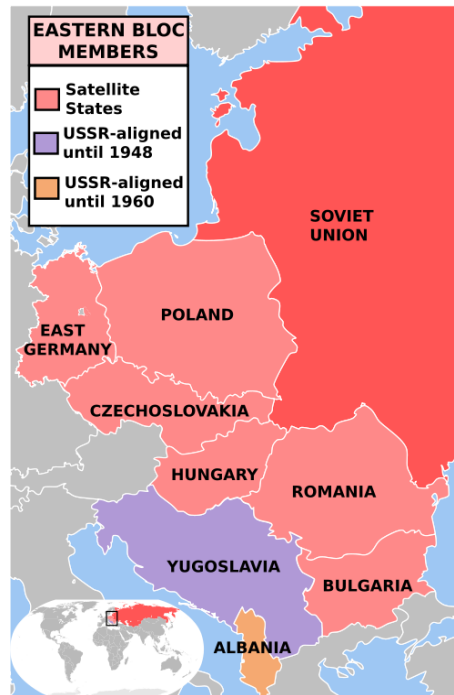 EASTERN BLOC
MEMBERS
Satellite
States
USSR-aligned
until 1948
USSR-aligned
until 1960
SOVIET
UNION
POLAND
EAST
GERMANY
CZECHOSLOVAKIA
HUNGARY
ROMANIA
YUGOSLAVIA
BULGARIA
ALBANIA